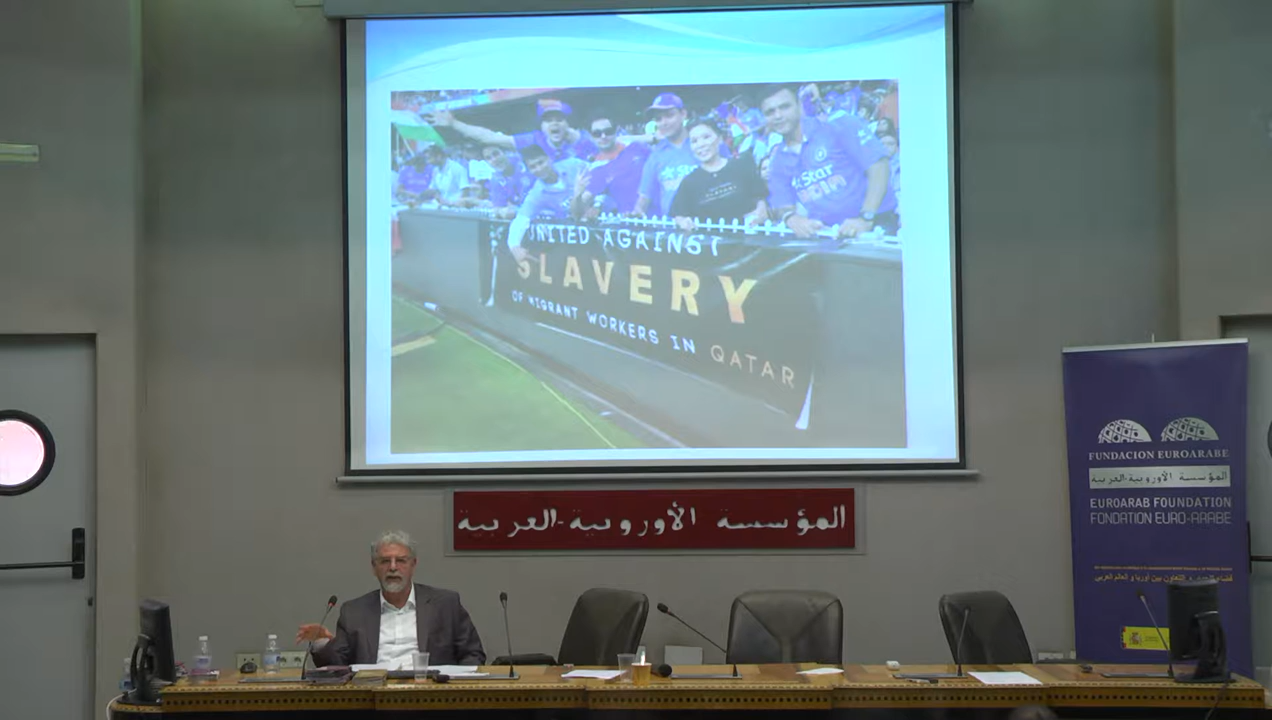 UNITED AGAINST
SLAVERY
OF MIGRANT WORKERS IN QATAR
Star
Star
المؤسسة الأوروبية-العربية
FUNDACION EUROARABE
المؤسسة الأوروبية-العربية
EUROARAB FOUNDATION
FONDATION EURO-ARABE